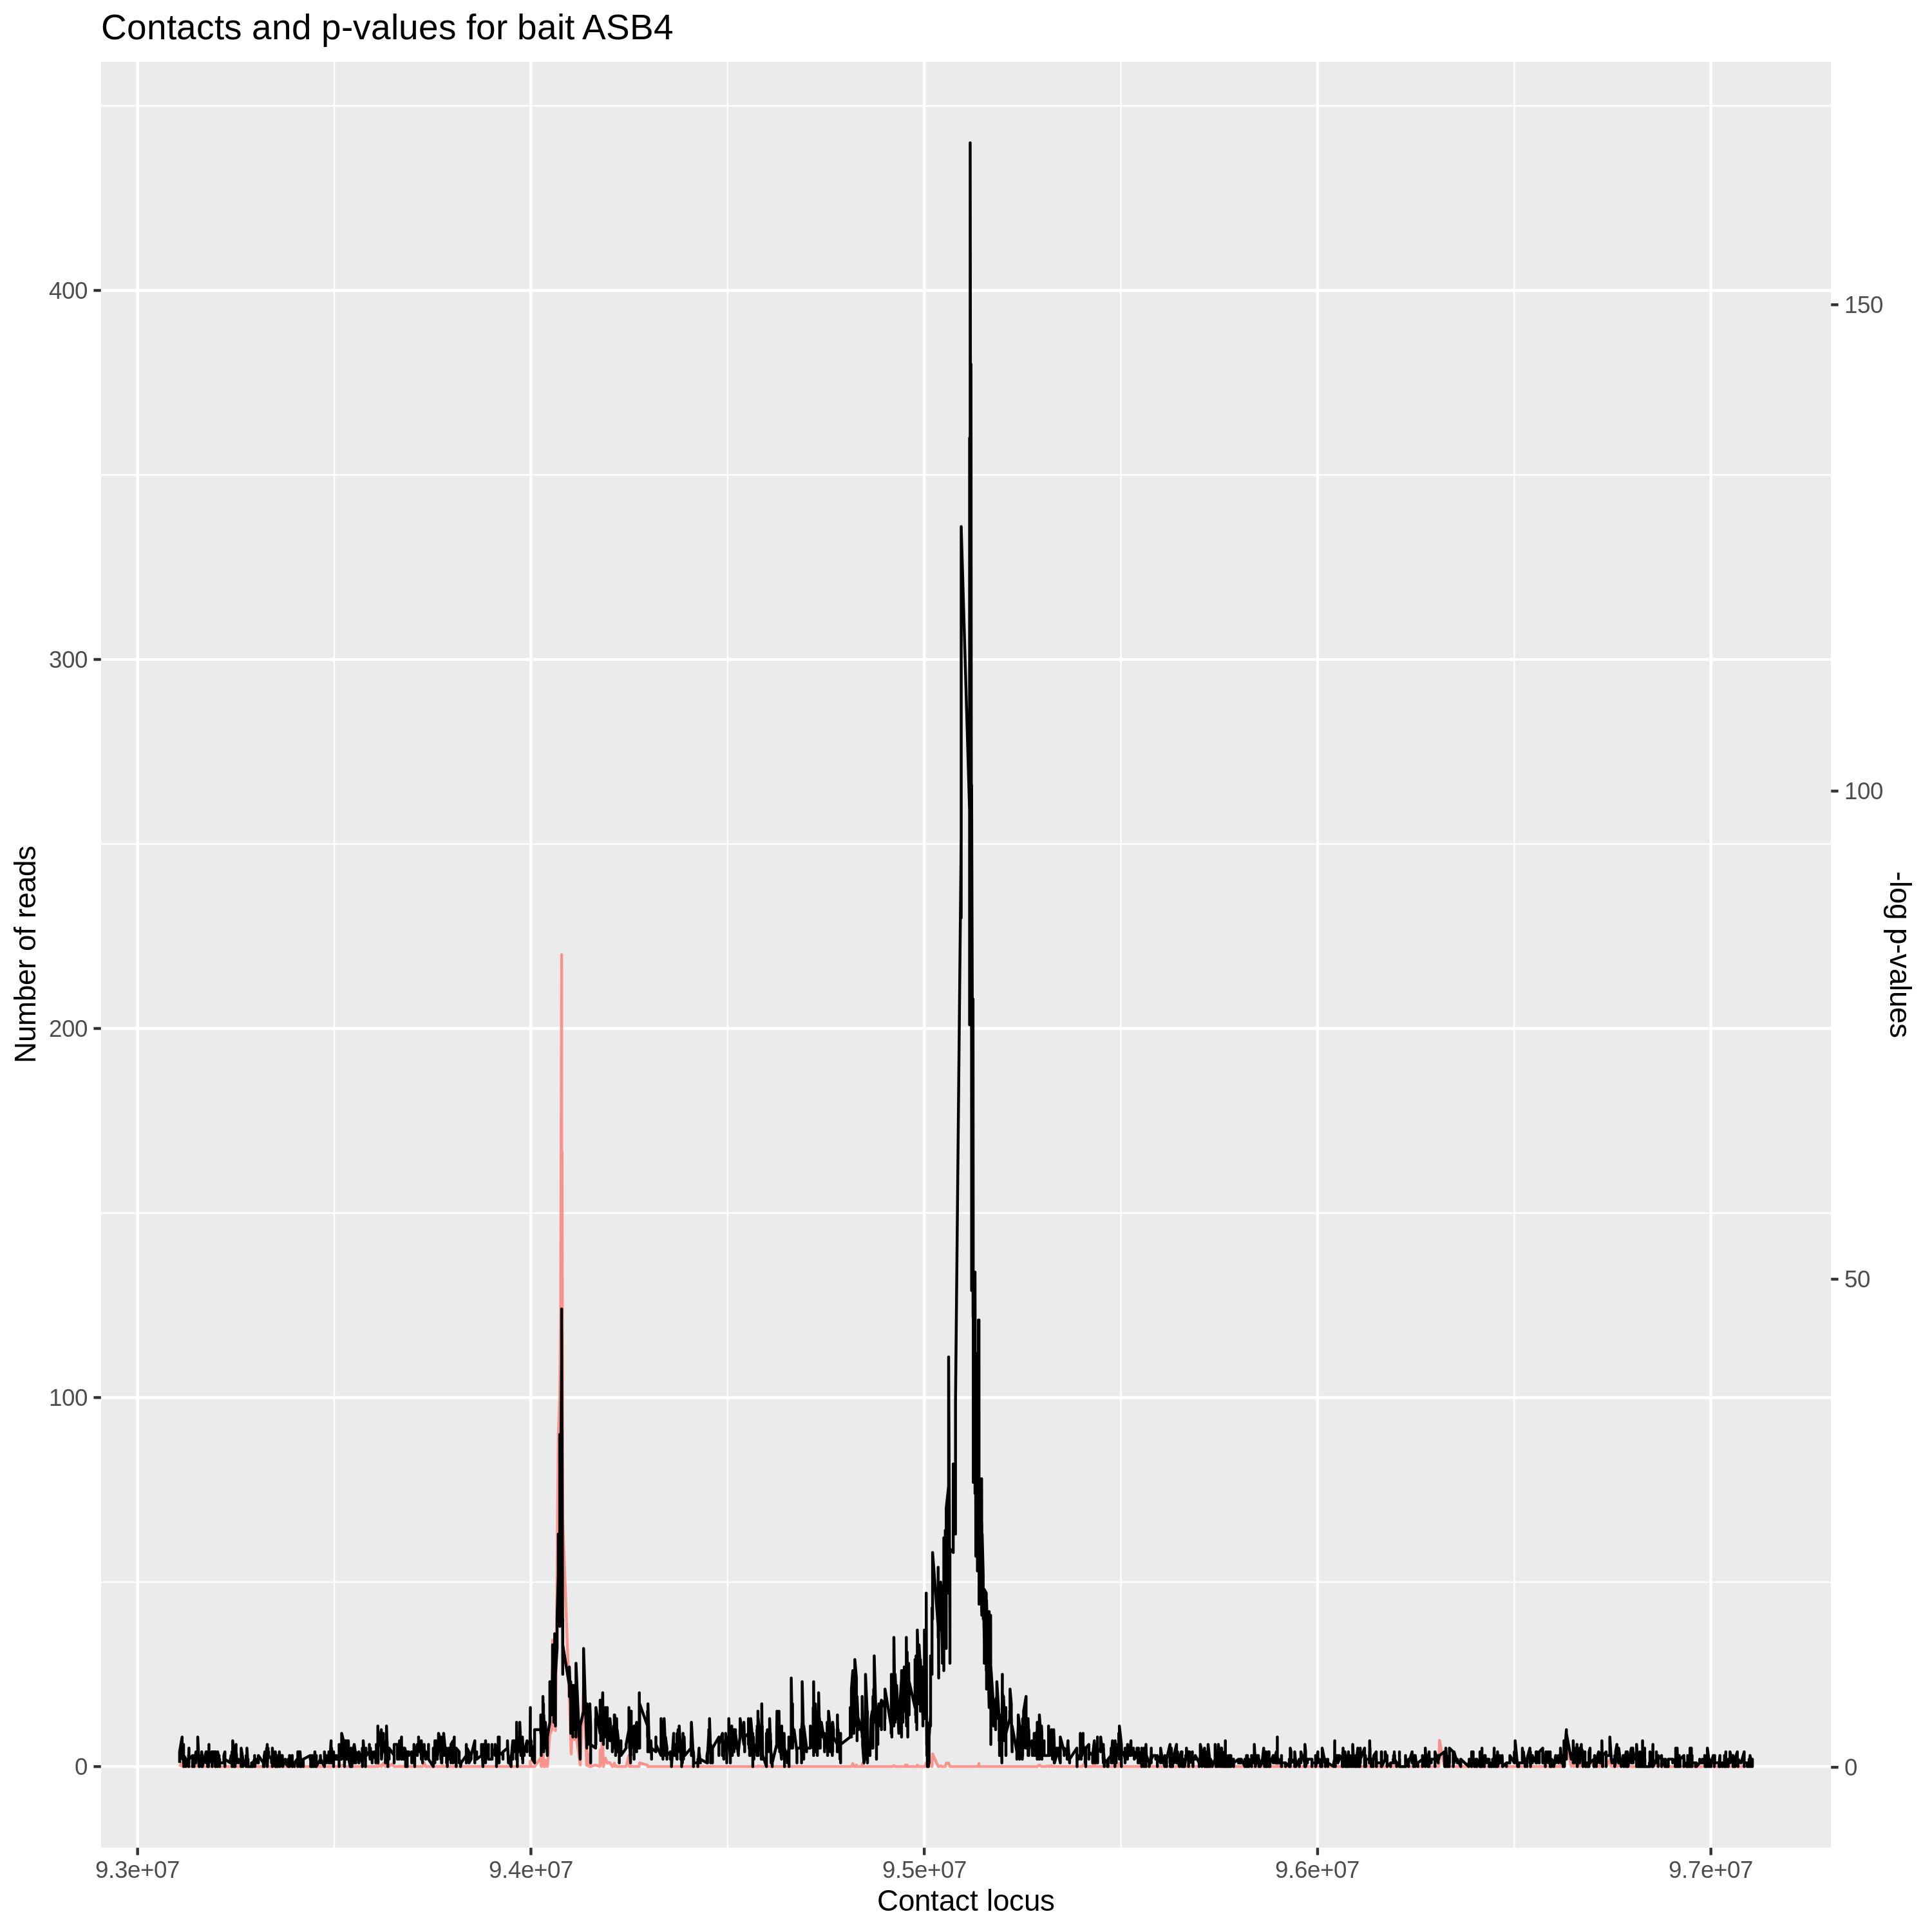 Contacts and p-values for bait ASB4
400
300
200
100
0
Number of reads
150
100
50
0
-log p-values
9.3e+07
9.4e+07
9.5e+07
9.6e+07
9.7e+07
Contact locus